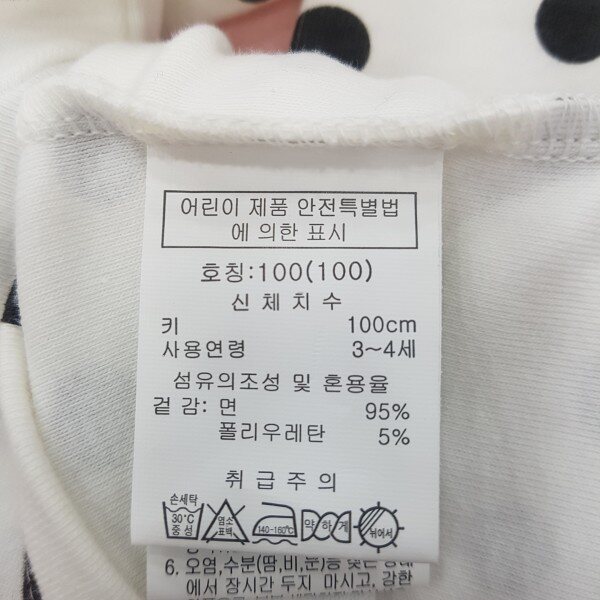 어린이 제품 안전특별법
에 의한 표시
호칭:100(100)
신체치수
키 100cm
사용연령 3~4세
섬유의조성 및 혼용율
겉 감: 면 95%
폴리우레탄 5%
취급주의
손세탁
30℃
중성
염소
표백
140-160℃
약하게
뉘어서
6. 오염,수분(땀,비,문)등 젖은 상태
에서 장시간 두지 마시고, 강한